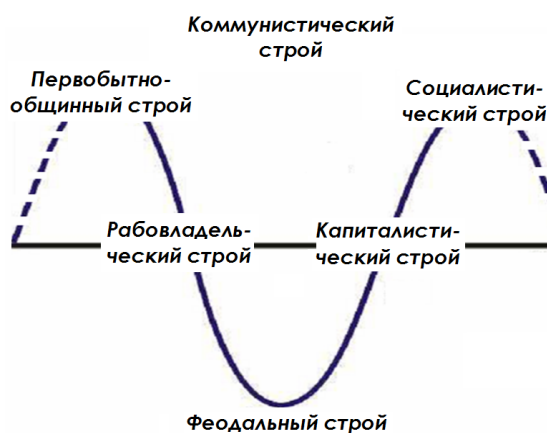 Коммунистический
строй
Первобытно-
общинный строй
Социалисти-
ческий строй
Рабовладель-
ческий строй
Капиталисти-
ческий строй
Феодальный строй